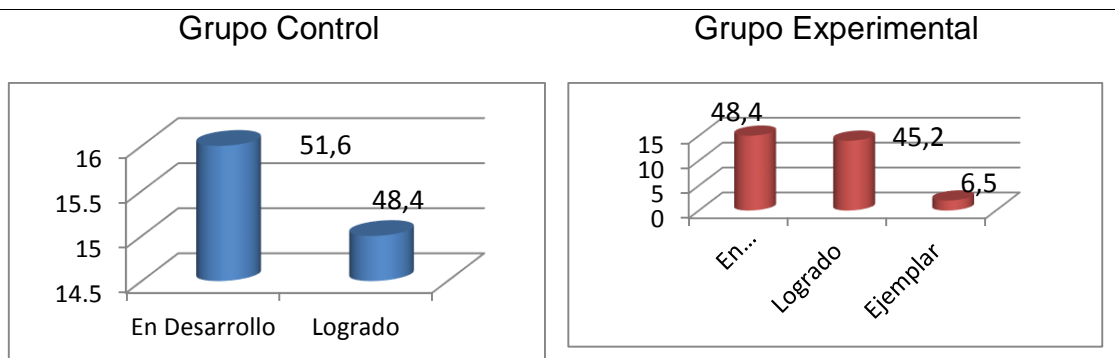 Grupo Control
Grupo Experimental
16
15.5
15
14.5
51,6
48,4
En Desarrollo
Logrado
15
10
5
0
48,4
45,2
6,5
En...
Logrado
Ejemplar